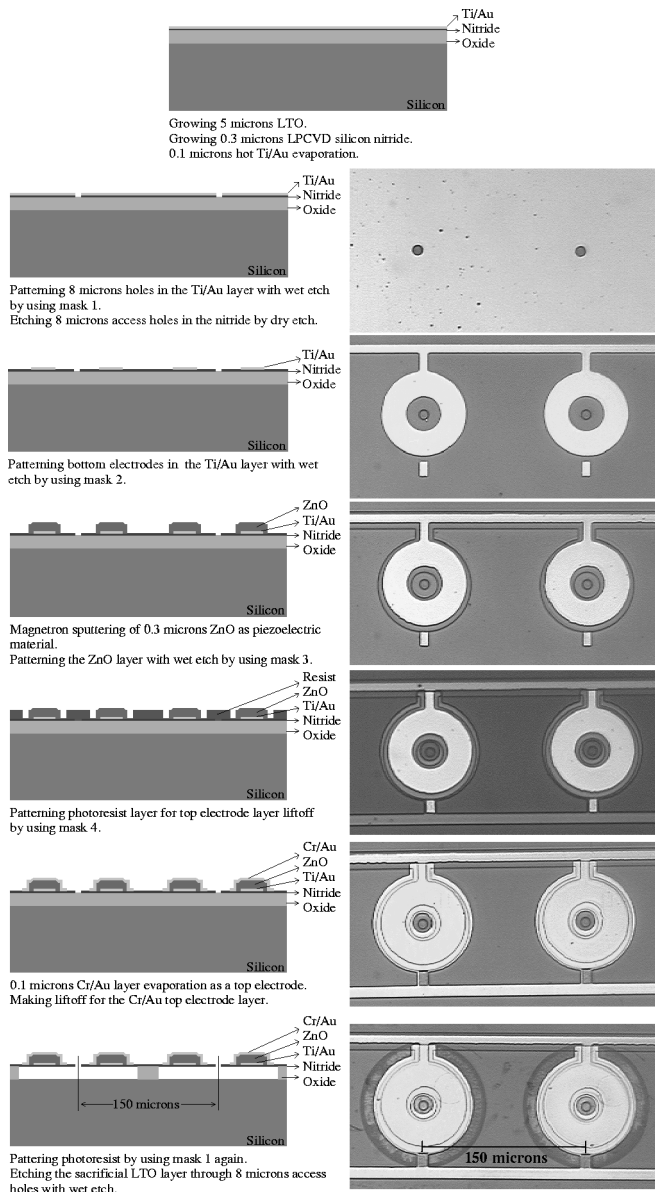 Ti/Au
Nitride
Oxide
Silicon
Growing 5 microns LTO.
Growing 0.3 microns LPCVD silicon nitride.
0.1 microns hot Ti/Au evaporation.
Ti/Au
Nitride
Oxide
Silicon
Patterning 8 microns holes in the Ti/Au layer with wet etch
by using mask 1.
Etching 8 microns access holes in the nitride by dry etch.
Ti/Au
Nitride
Oxide
Silicon
Patternning bottom electrodes in the Ti/Au layer with wet
etch by using mask 2.
ZnO
Ti/Au
Nitride
Oxide
Silicon
Magnetron sputtering of 0.3 microns ZnO as piezoelectric
material.
Patterning the ZnO layer with wet etch by using mask 3.
Resist
ZnO
Ti/Au
Nitride
Oxide
Silicon
Patterning photoresist layer for top electrode layer liftoff
by using mask 4.
Cr/Au
ZnO
Ti/Au
Nitride
Oxide
Silicon
0.1 microns Cr/Au layer evaporation as a top electrode.
Making liftoff for the Cr/Au top electrode layer.
Cr/Au
ZnO
Ti/Au
Nitride
Oxide
150 microns
Silicon
150 microns
Pattering photoresist by using mask 1 again.
Etching the sacrificial LTO layer through 8 microns access
holes with wet etch.